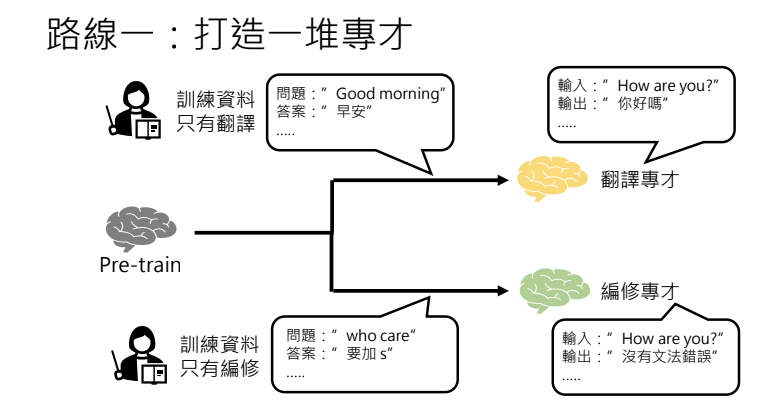 路線一：打造一堆專才
訓練資料
只有翻譯
問題：" Good morning"
答案：" 早安"
.....
輸入：" How are you?"
輸出：" 你好嗎"
.....
翻譯專才
Pre-train
編修專才
訓練資料
只有編修
問題：" who care"
答案：" 要加 s"
.....
輸入：" How are you?"
輸出：" 沒有文法錯誤"
.....